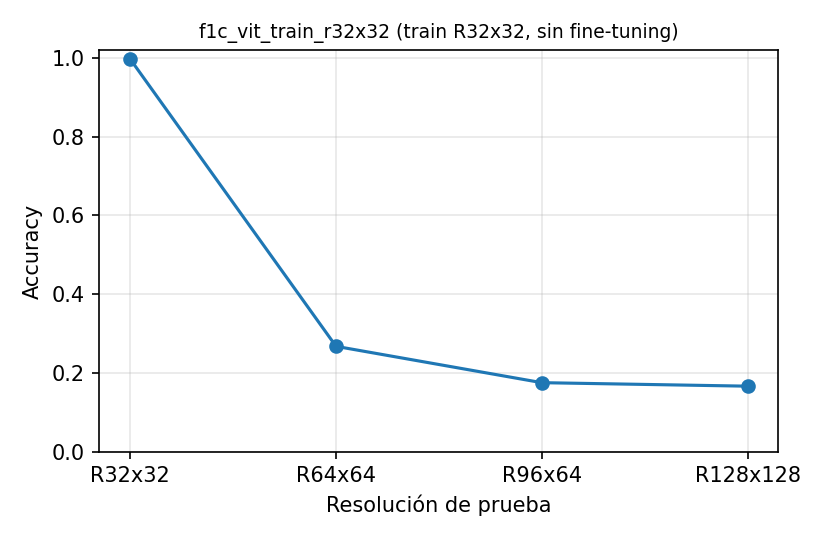 f1c_vit_train_r32x32 (train R32x32, sin fine-tuning)
1.0
0.8
0.6
0.4
0.2
0.0
Accuracy
R32x32 R64x64 R96x64 R128x128
Resolución de prueba